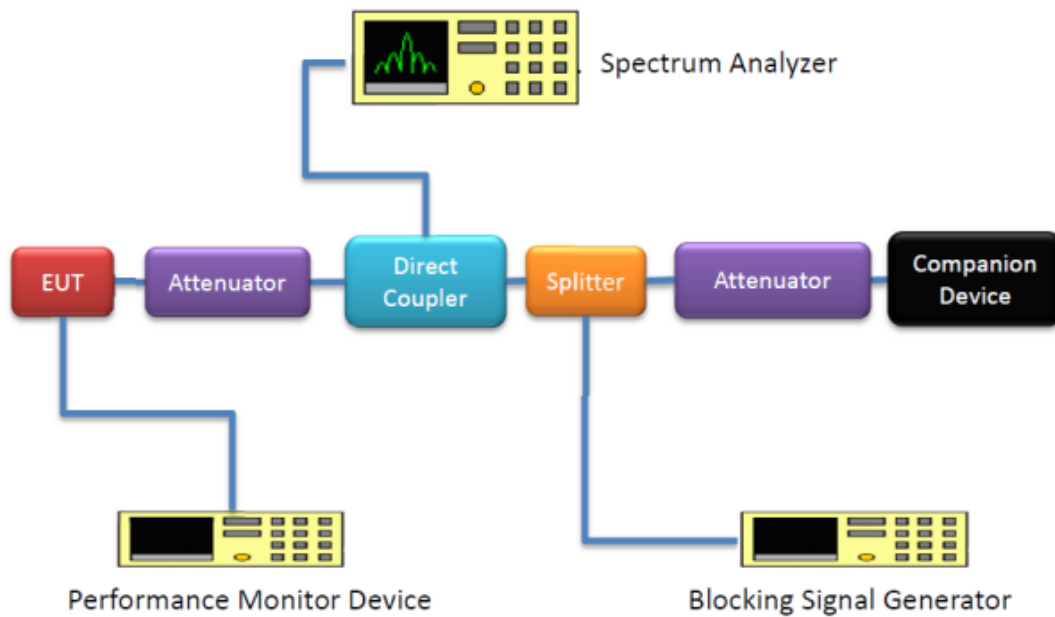 . Spectrum Analyzer
EUT
Attenuator
Direct
Coupler
Splitter
Attenuator
Companion
Device
Performance Monitor Device
Blocking Signal Generator